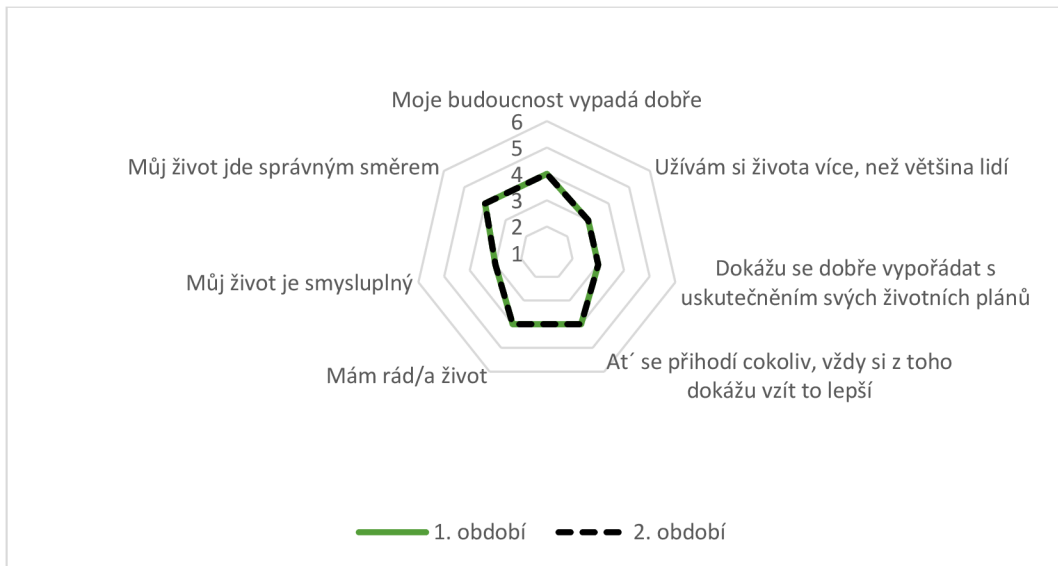 Moje budoucnost vypadá dobře
6
5
4
3
2
1
Můj život jde správným směrem
Užívám si života více, než většina lidí
Můj život je smysluplný
Dokážu se dobře vypořádat s
uskutečněním svých životních plánů
Mám rád/a život
At´ se přihodí cokoliv, vždy si z toho
dokážu vzít to lepší
1. období
2. období